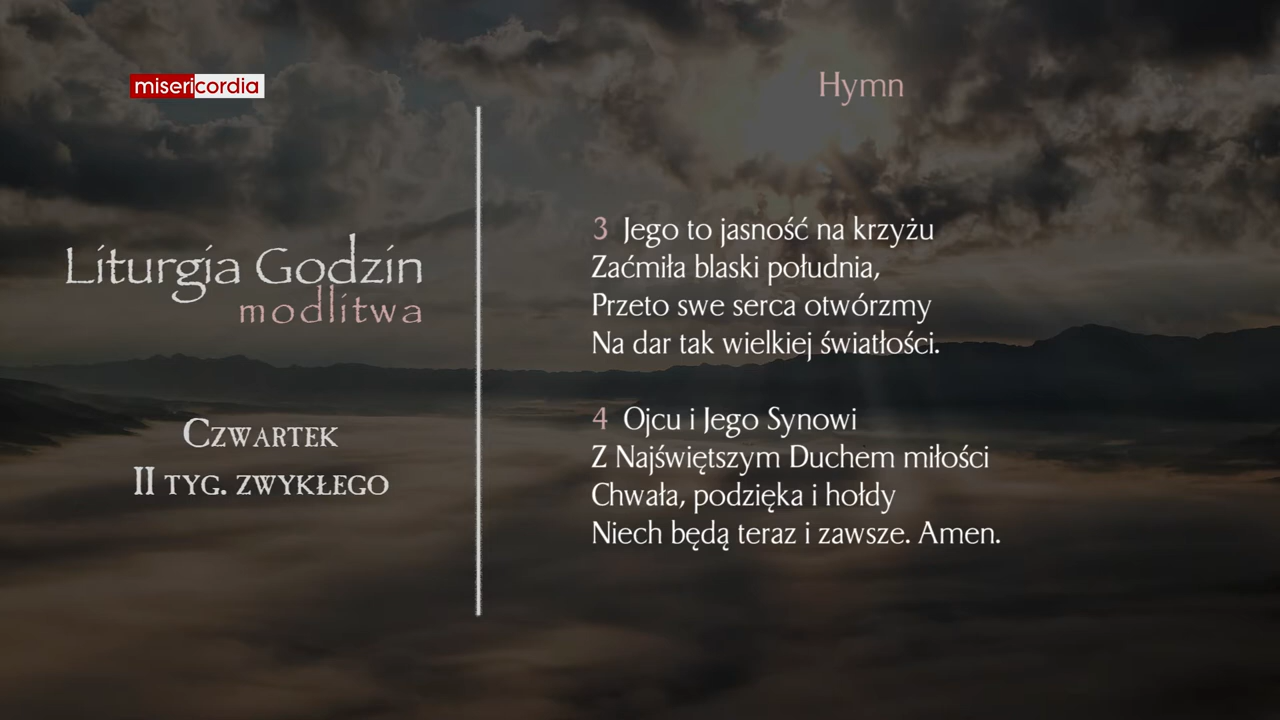 misericordia
Liturgia Godzin
modlitwa
Czwartek
II tyg. zwykłego
Hymn
3 Jego to jasność na krzyżu
Zaćmiła blaski południa,
Przeto swe serca otwórzmy
Na dar tak wielkiej światłości.
4 Ojcu i Jego Synowi
Z Najświętszym Duchem miłości
Chwała, podzięka i hołdy
Niech będą teraz i zawsze. Amen.